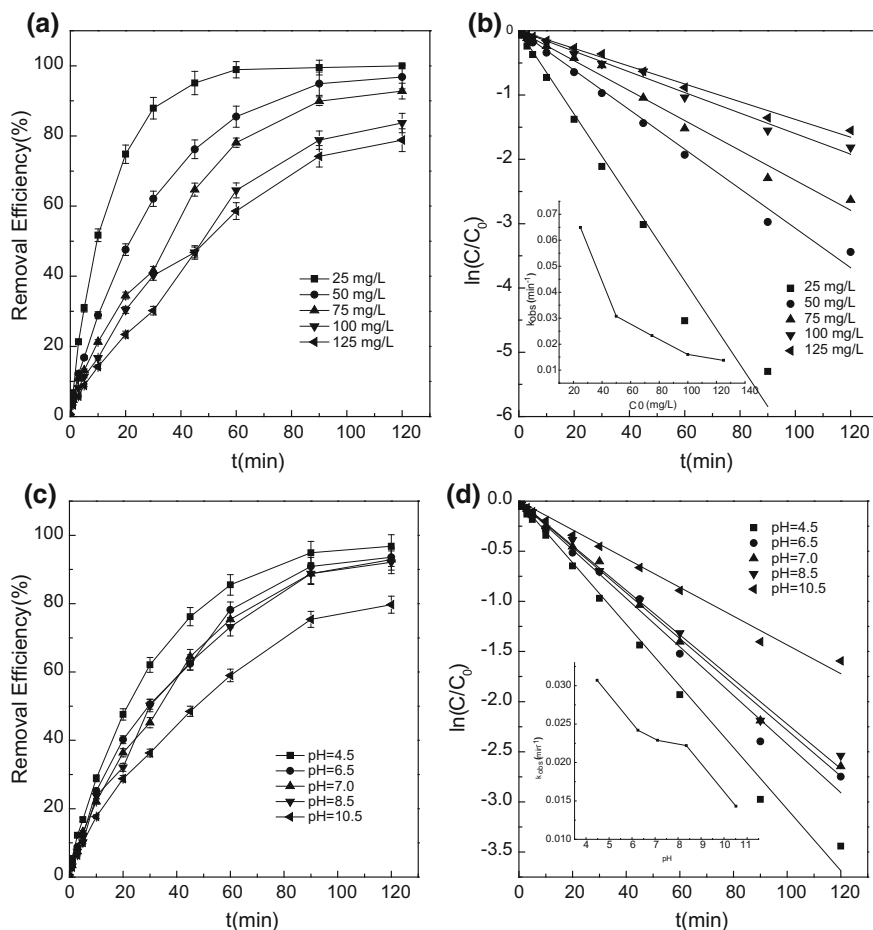 (a)
Removal Efficiency(%)
100
80
60
40
20
0
25 mg/L
50 mg/L
75 mg/L
100 mg/L
125 mg/L
0 20 40 60 80 100 120
t(min)
(b)
ln(C/C0)
-0
-1
-2
-3
-4
-5
-6
kobs(min-1)
0.07
0.06
0.05
0.04
0.03
0.02
0.01
20 40 60 80 100 120 140
C0 (mg/L)
25 mg/L
50 mg/L
75 mg/L
100 mg/L
125 mg/L
0 20 40 60 80 100 120
t(min)
(c)
Removal Efficiency(%)
100
80
60
40
20
0
pH=4.5
pH=6.5
pH=7.0
pH=8.5
pH=10.5
0 20 40 60 80 100 120
t(min)
(d)
ln(C/C0)
0.0
-0.5
-1.0
-1.5
-2.0
-2.5
-3.0
-3.5
pH=4.5
pH=6.5
pH=7.0
pH=8.5
pH=10.5
kobs(min-1)
0.030
0.025
0.020
0.015
0.010
4 5 6 7 8 9 10 11
pH
0 20 40 60 80 100 120
t(min)